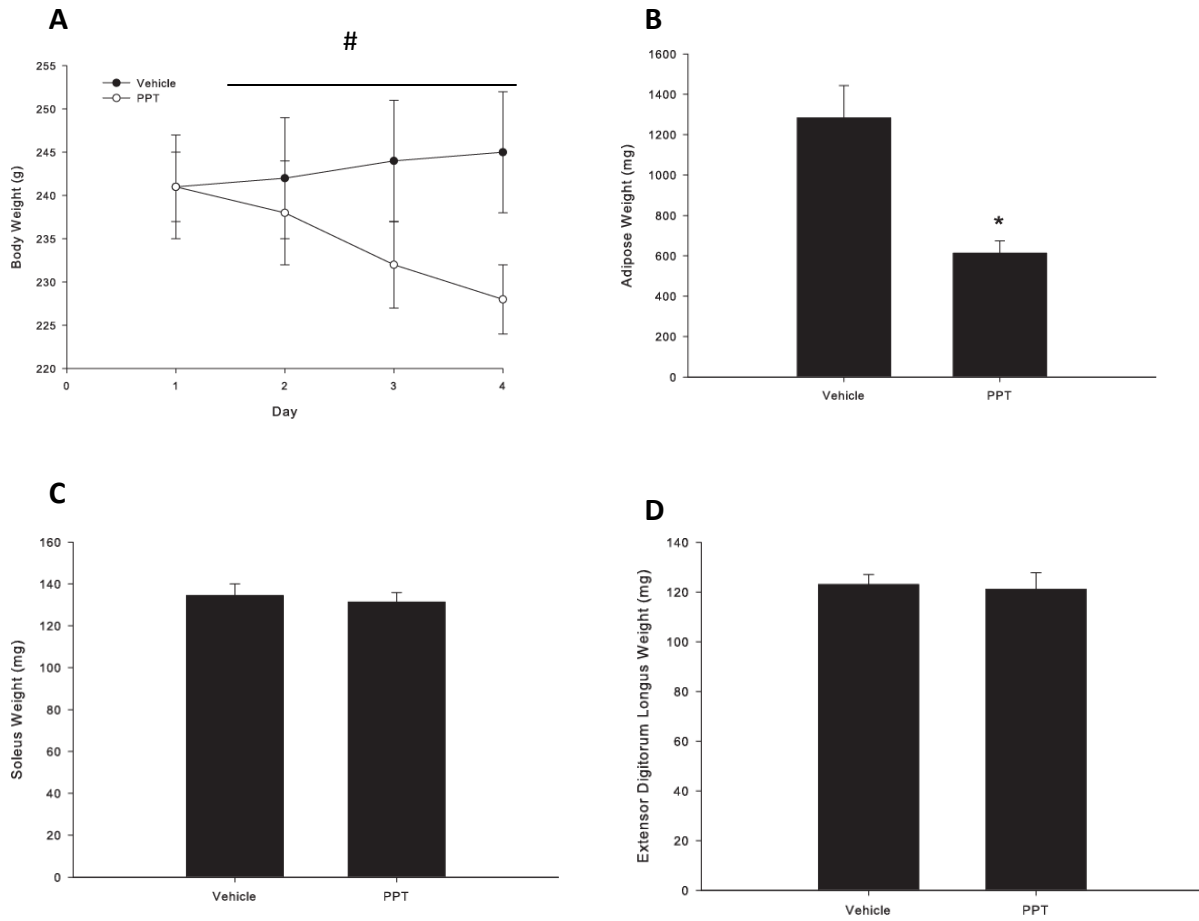 A
#
Vehicle
PPT
255
250
245
240
235
230
225
220
0 1 2 3 4
Body Weight (g)
Day
B
1600
1400
1200
1000
800
600
400
200
0
*
Adipose Weight (mg)
Vehicle PPT
C
160
140
120
100
80
60
40
20
0
Soleus Weight (mg)
Vehicle PPT
D
140
120
100
80
60
40
20
0
Extensor Digitorum Longus Weight (mg)
Vehicle PPT